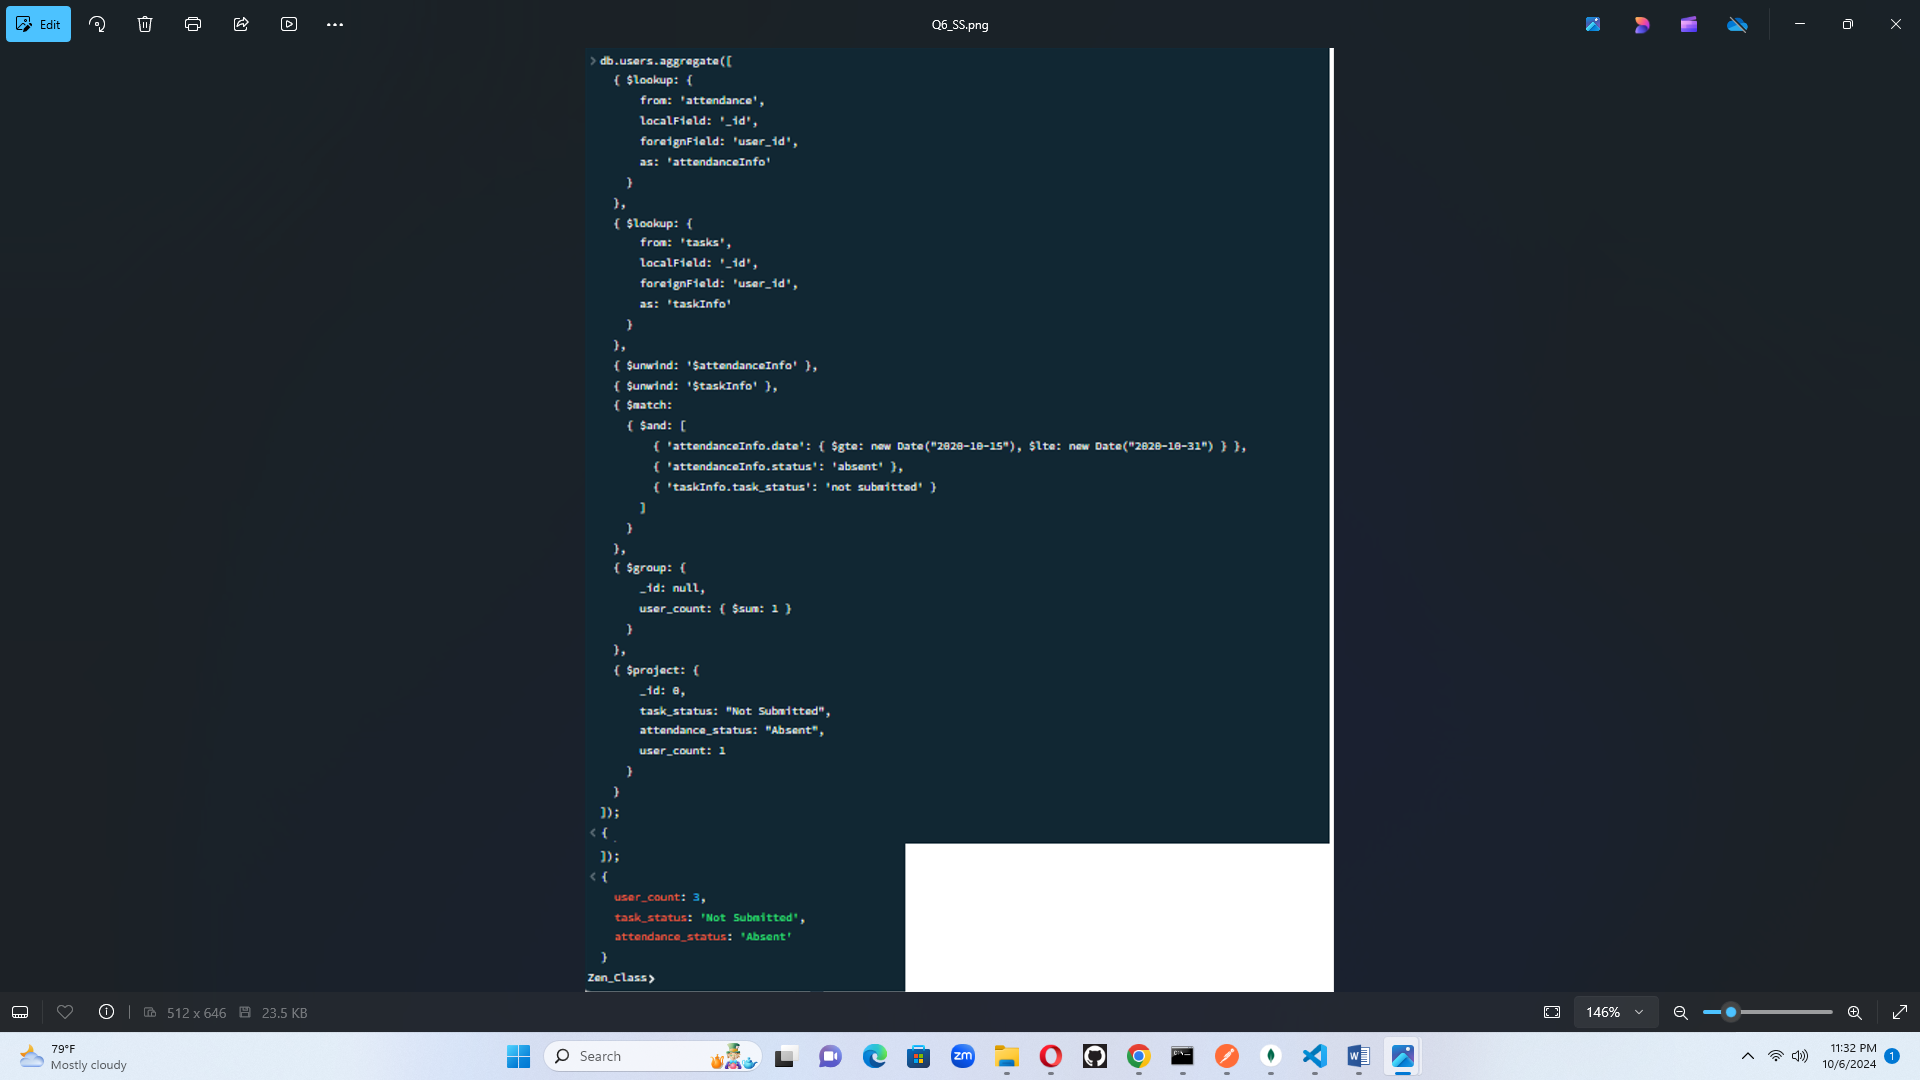 Edit
Q6_SS.png
db.users.aggregate([
{ $lookup: {
from: 'attendance',
localField: '_id',
foreignField: 'user_id',
as: 'attendanceInfo'
}
},
{ $lookup: {
from: 'tasks',
localField: '_id',
foreignField: 'user_id',
as: 'taskInfo'
}
},
{ $unwind: '$attendanceInfo' },
{ $unwind: '$taskInfo' },
{ $match:
{ $and: [
{ 'attendanceInfo.date': { $gte: new Date("2020-10-15"), $lte: new Date("2020-10-31") } },
{ 'attendanceInfo.status': 'absent' },
{ 'taskInfo.task_status': 'not submitted' }
]
}
},
{ $group: {
_id: null,
user_count: { $sum: 1 }
}
},
{ $project: {
_id: 0,
task_status: "Not Submitted",
attendance_status: "Absent",
user_count: 1
}
}
]);
{
]);
{
user_count: 3,
task_status: 'Not Submitted',
attendance_status: 'Absent'
}
Zen_Class>
512 x 646 23.5 KB
146%
79°F
Mostly cloudy
Search
zm
11:32 PM
10/6/2024
1